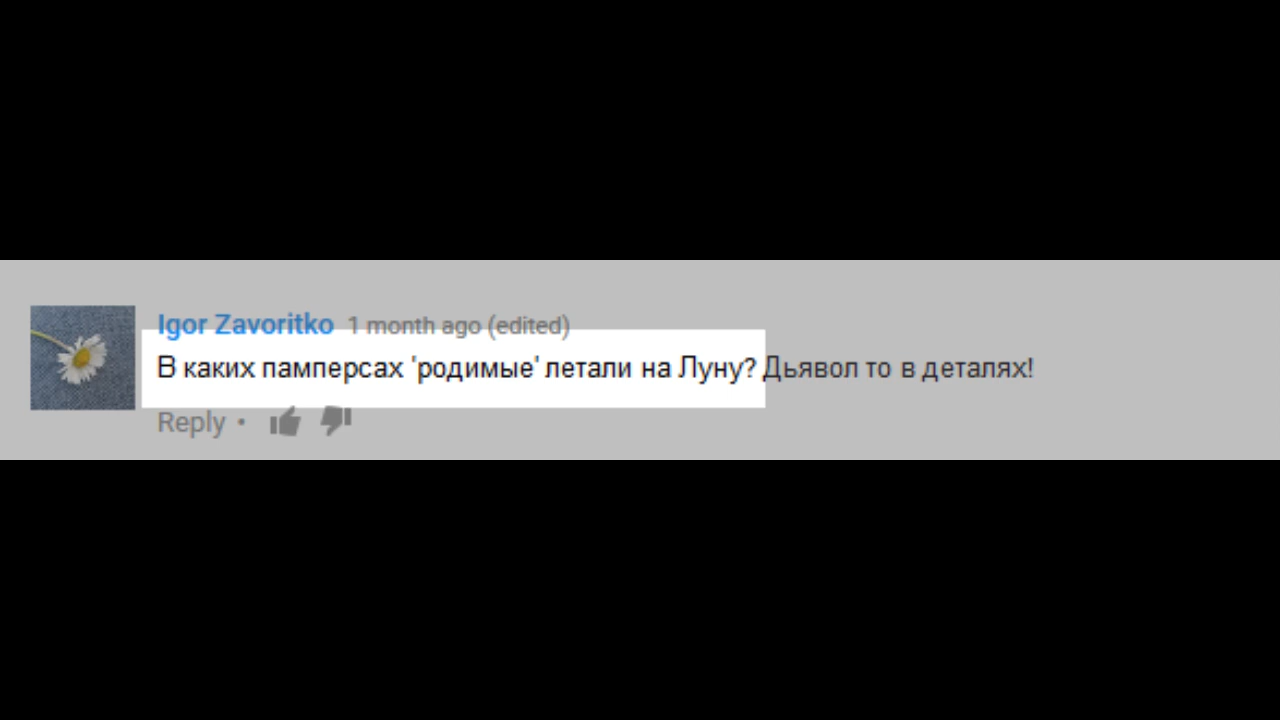 Igor Zavoritko 1 month ago (edited)
В каких памперсах 'родимые' летали на Луну? Дьявол то в деталях!
Reply •